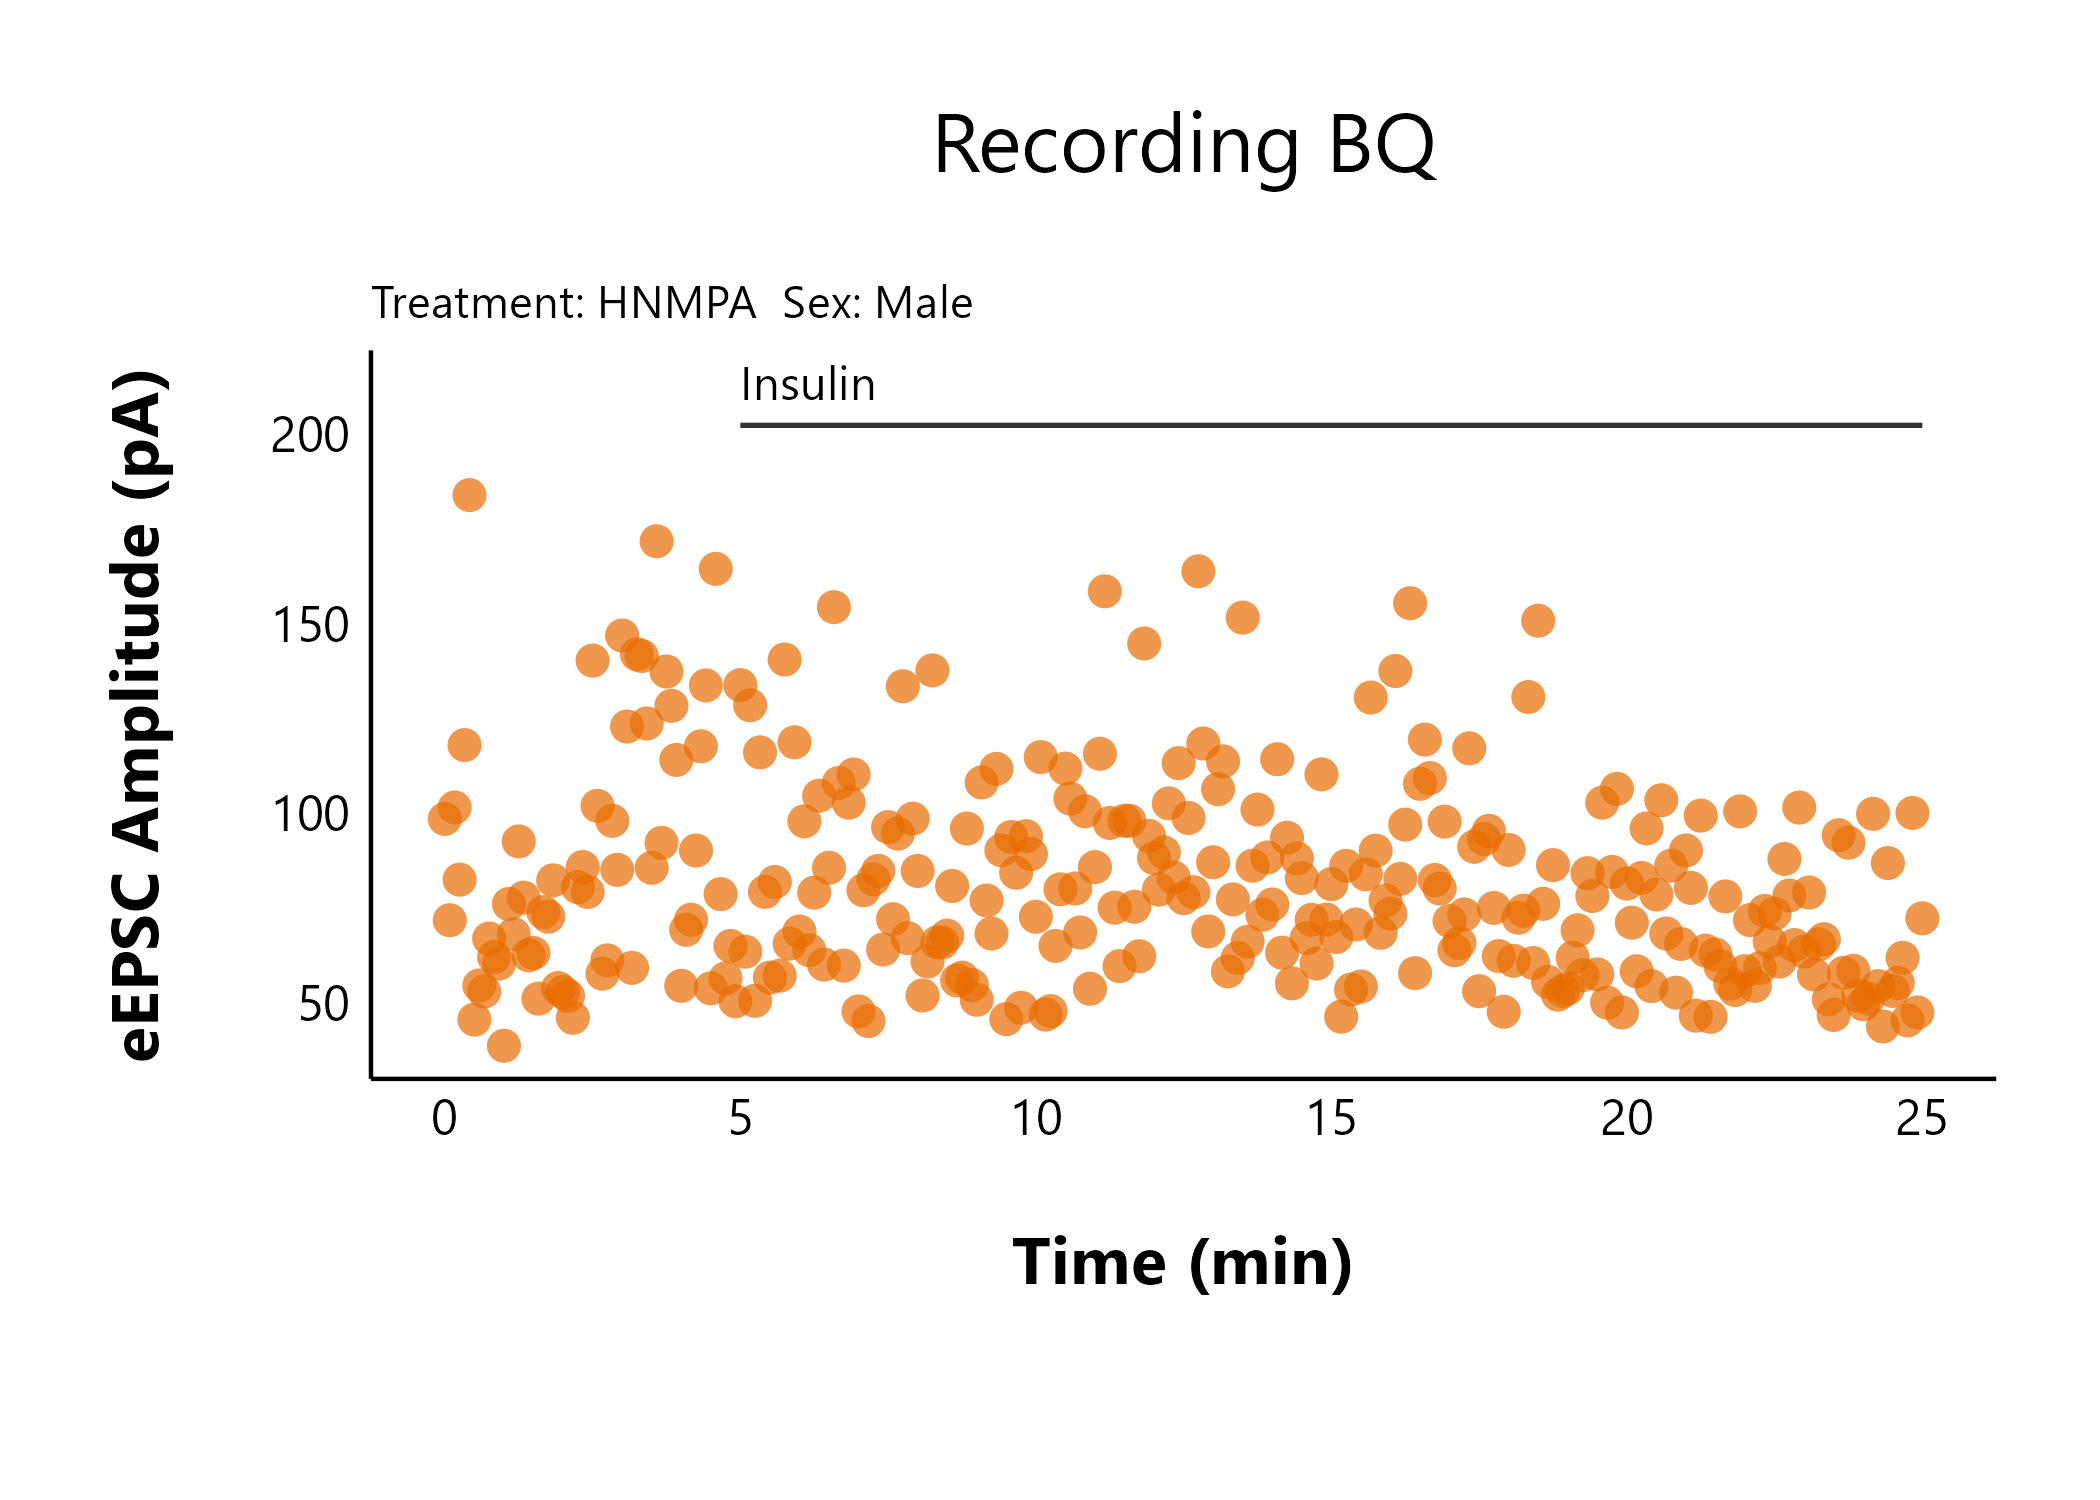 Recording BQ
Treatment: HNMPA  Sex: Male
Insulin
eEPSC Amplitude (pA)
200
150
100
50
0 5 10 15 20 25
Time (min)